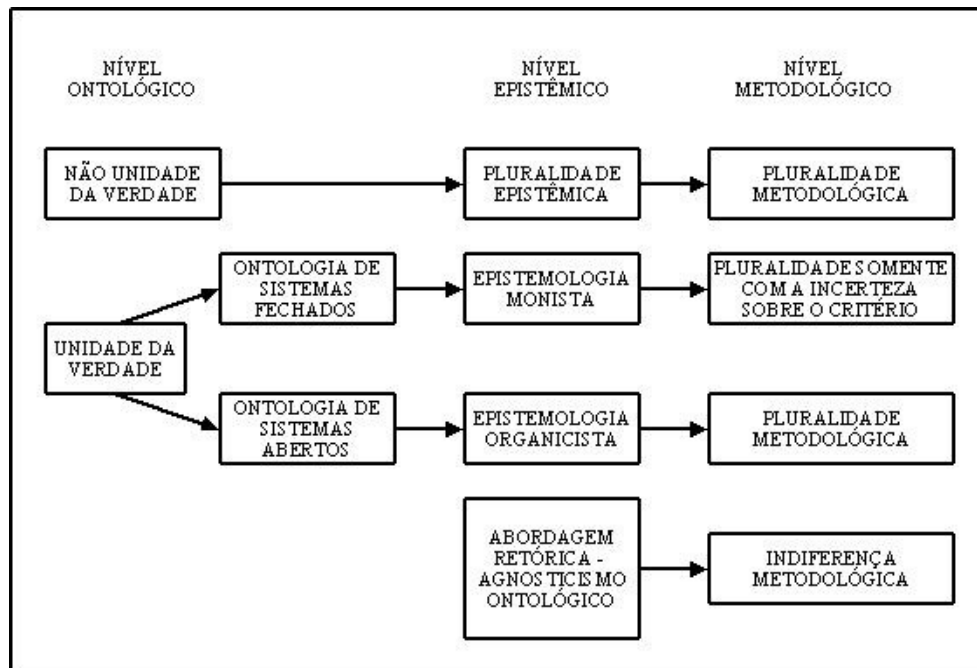 NÍVEL
ONTOLÓGICO
NÍVEL
EPISTÊMICO
NÍVEL
METODOLÓGICO
NÃO UNIDADE
DA VERDADE
PLURALIDADE
EPISTÊMICA
PLURALIDADE
METODOLÓGICA
ONTOLOGIA DE
SISTEMAS
FECHADOS
EPISTEMOLOGIA
MONISTA
PLURALIDADE SOMENTE
COM A INCERTEZA
SOBRE O CRITÉRIO
UNIDADE DA
VERDADE
ONTOLOGIA DE
SISTEMAS
ABERTOS
EPISTEMOLOGIA
ORGANICISTA
PLURALIDADE
METODOLÓGICA
ABORDAGEM
RETÓRICA -
AGNOSTICISMO
ONTOLÓGICO
INDIFERENÇA
METODOLÓGICA